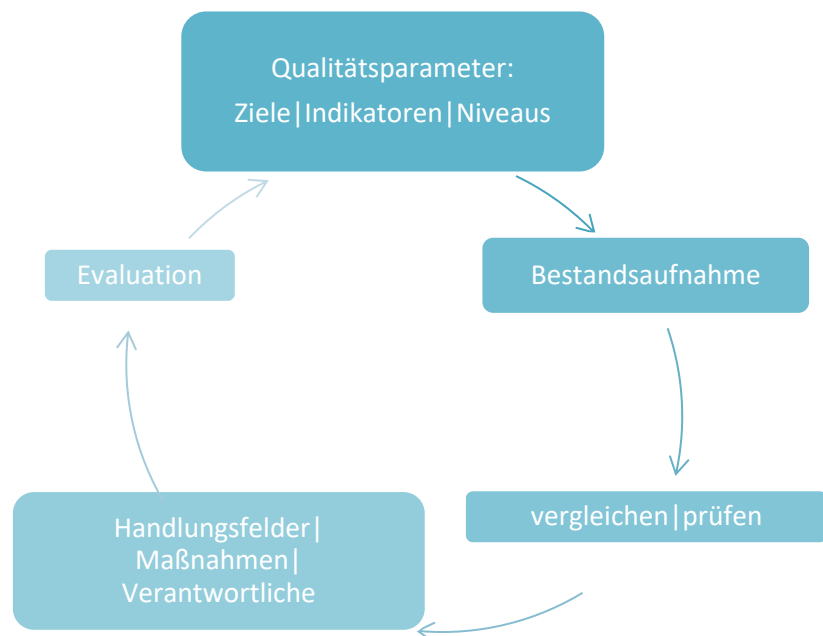 Qualitätsparameter:
Ziele|Indikatoren|Niveaus
Bestandsaufnahme
vergleichen|prüfen
Handlungsfelder|
Maßnahmen|
Verantwortliche
Evaluation